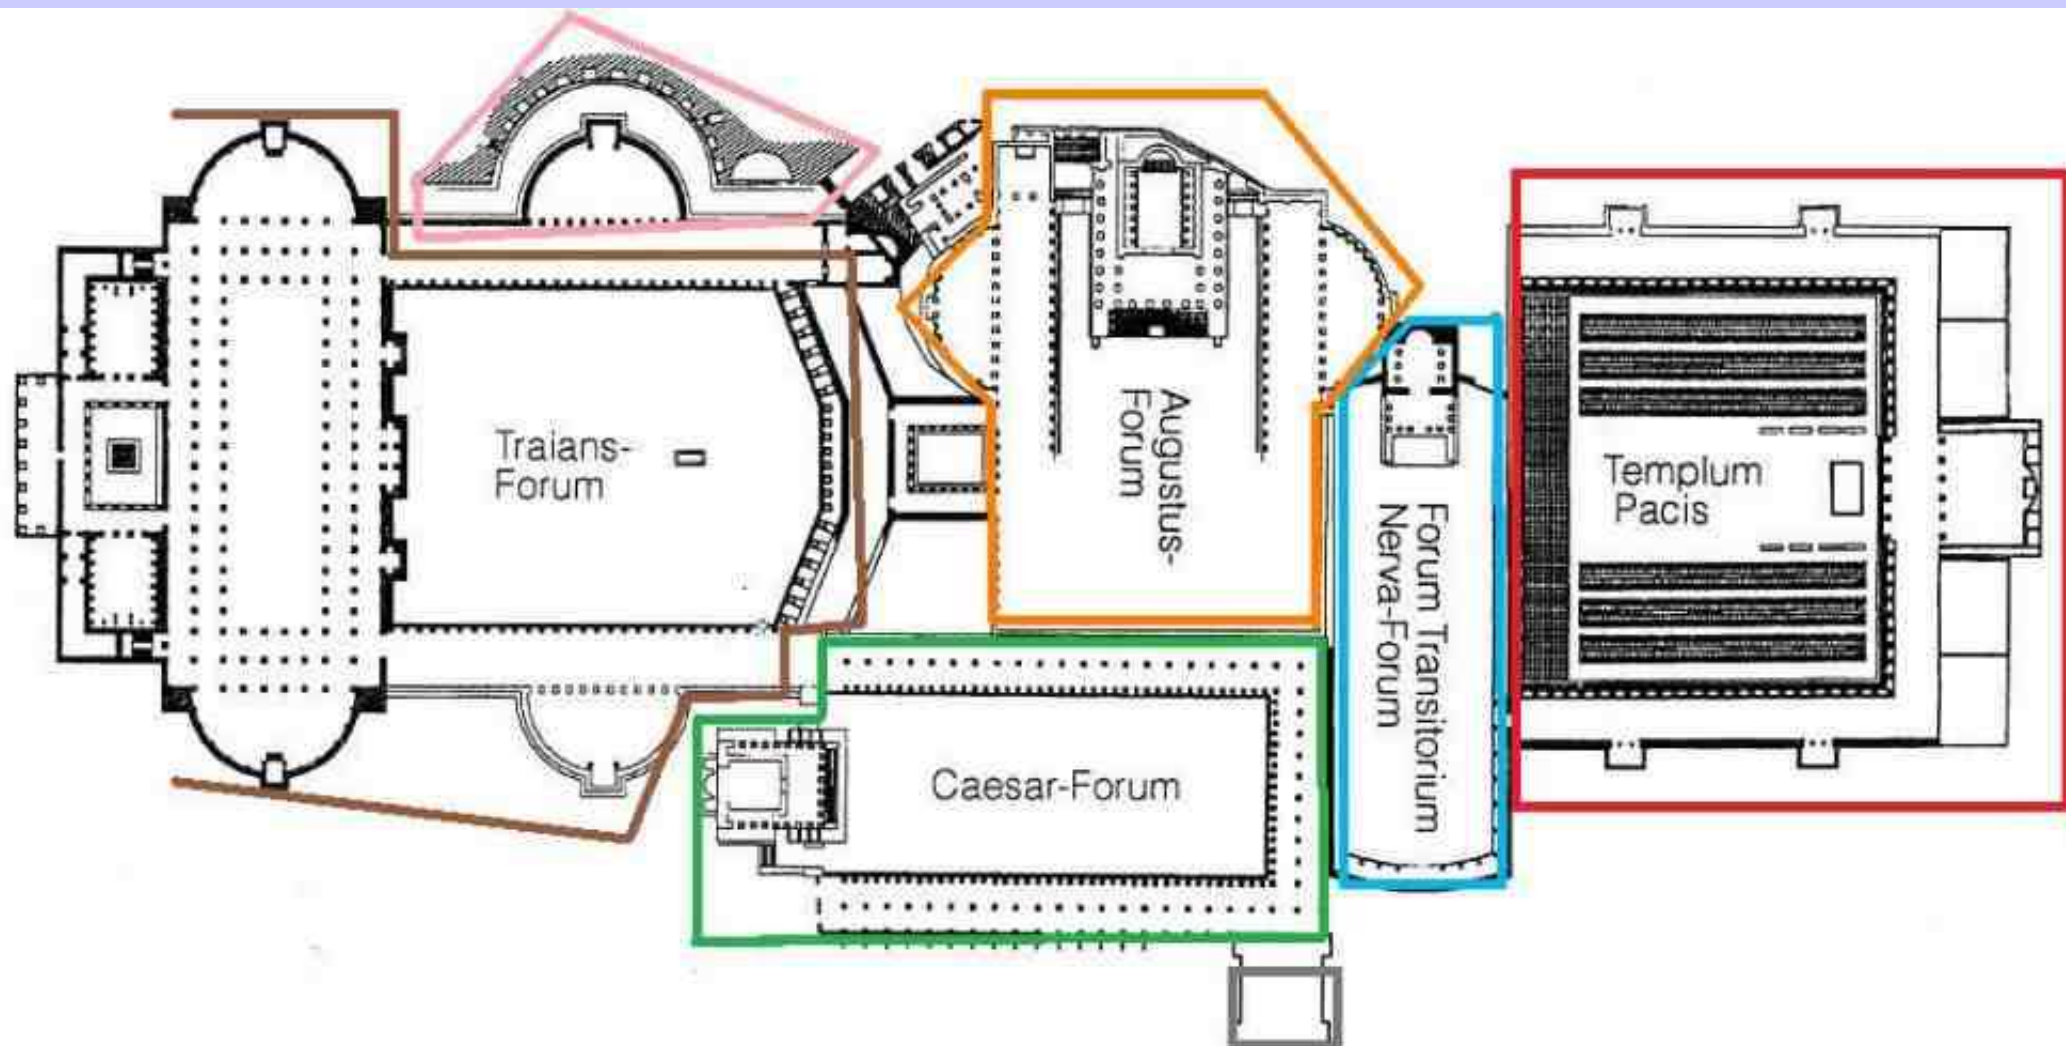 Traians-
Forum
Augustus-
Forum
Forum Transitorium
Nerva-Forum
Templum
Pacis
Caesar-Forum